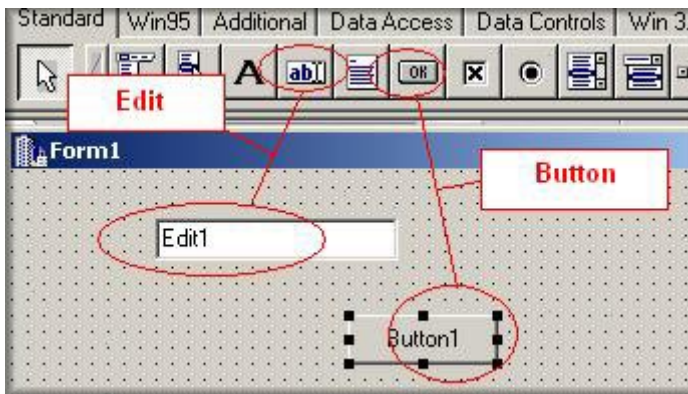 Standard Win95 Additional Data Access Data Controls Win 3
A ab OK
Edit
Form1
Button
Edit1
Button1